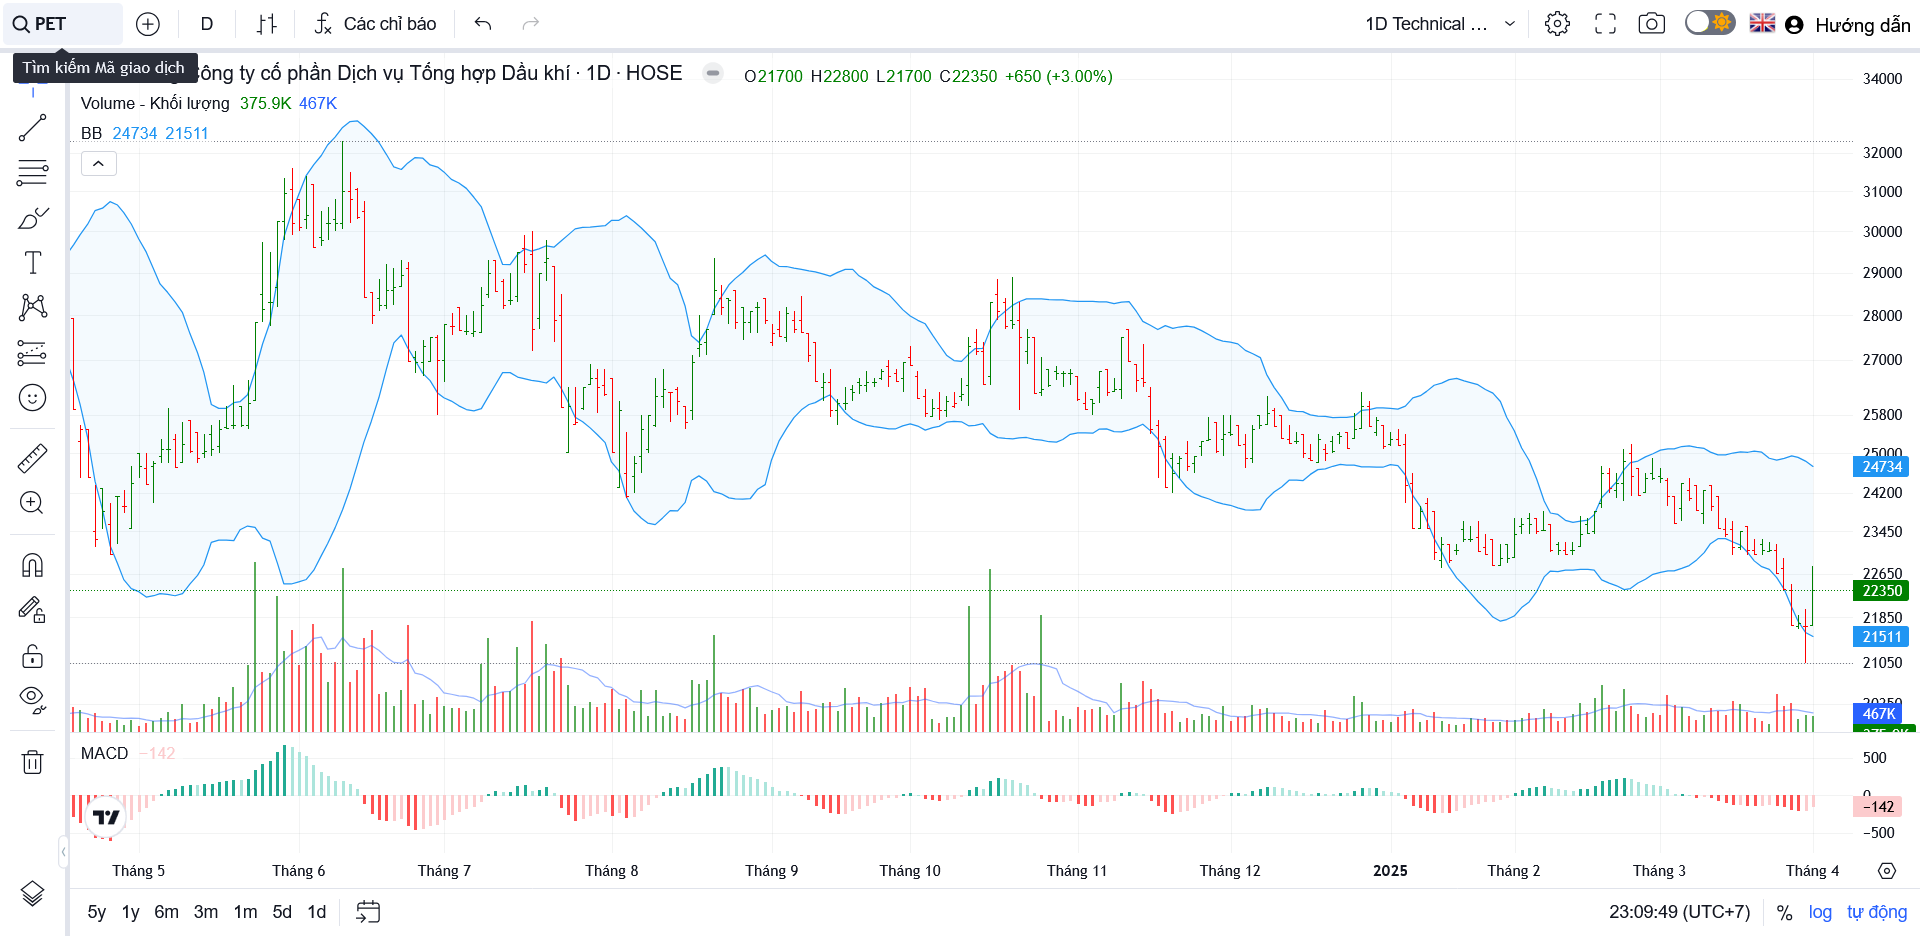 PET
D
Các chỉ báo
1D Technical ...
Hướng dẫn
Tìm kiếm Mã giao dịch
Công ty cổ phần Dịch vụ Tổng hợp Dầu khí · 1D · HOSE
O21700 H22800 L21700 C22350 +650 (+3.00%)
Volume - Khối lượng 375.9K 467K
BB 24734 21511
34000
32000
31000
30000
29000
28000
27000
25800
25000
24734
24200
23450
22650
22350
21850
21511
21050
467K
MACD −142
500
0
−142
−500
Tháng 5 Tháng 6 Tháng 7 Tháng 8 Tháng 9 Tháng 10 Tháng 11 Tháng 12 2025 Tháng 2 Tháng 3 Tháng 4
5y 1y 6m 3m 1m 5d 1d
23:09:49 (UTC+7) % log tự động